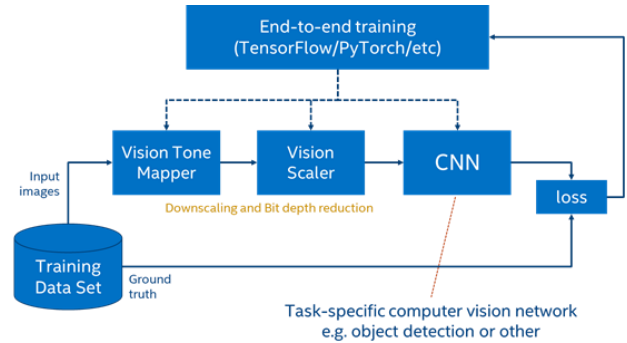 End-to-end training
(TensorFlow/PyTorch/etc)
Vision Tone
Mapper
Vision
Scaler
CNN
Input
images
Downscaling and Bit depth reduction
loss
Training
Data Set
Ground
truth
Task-specific computer vision network
e.g. object detection or other